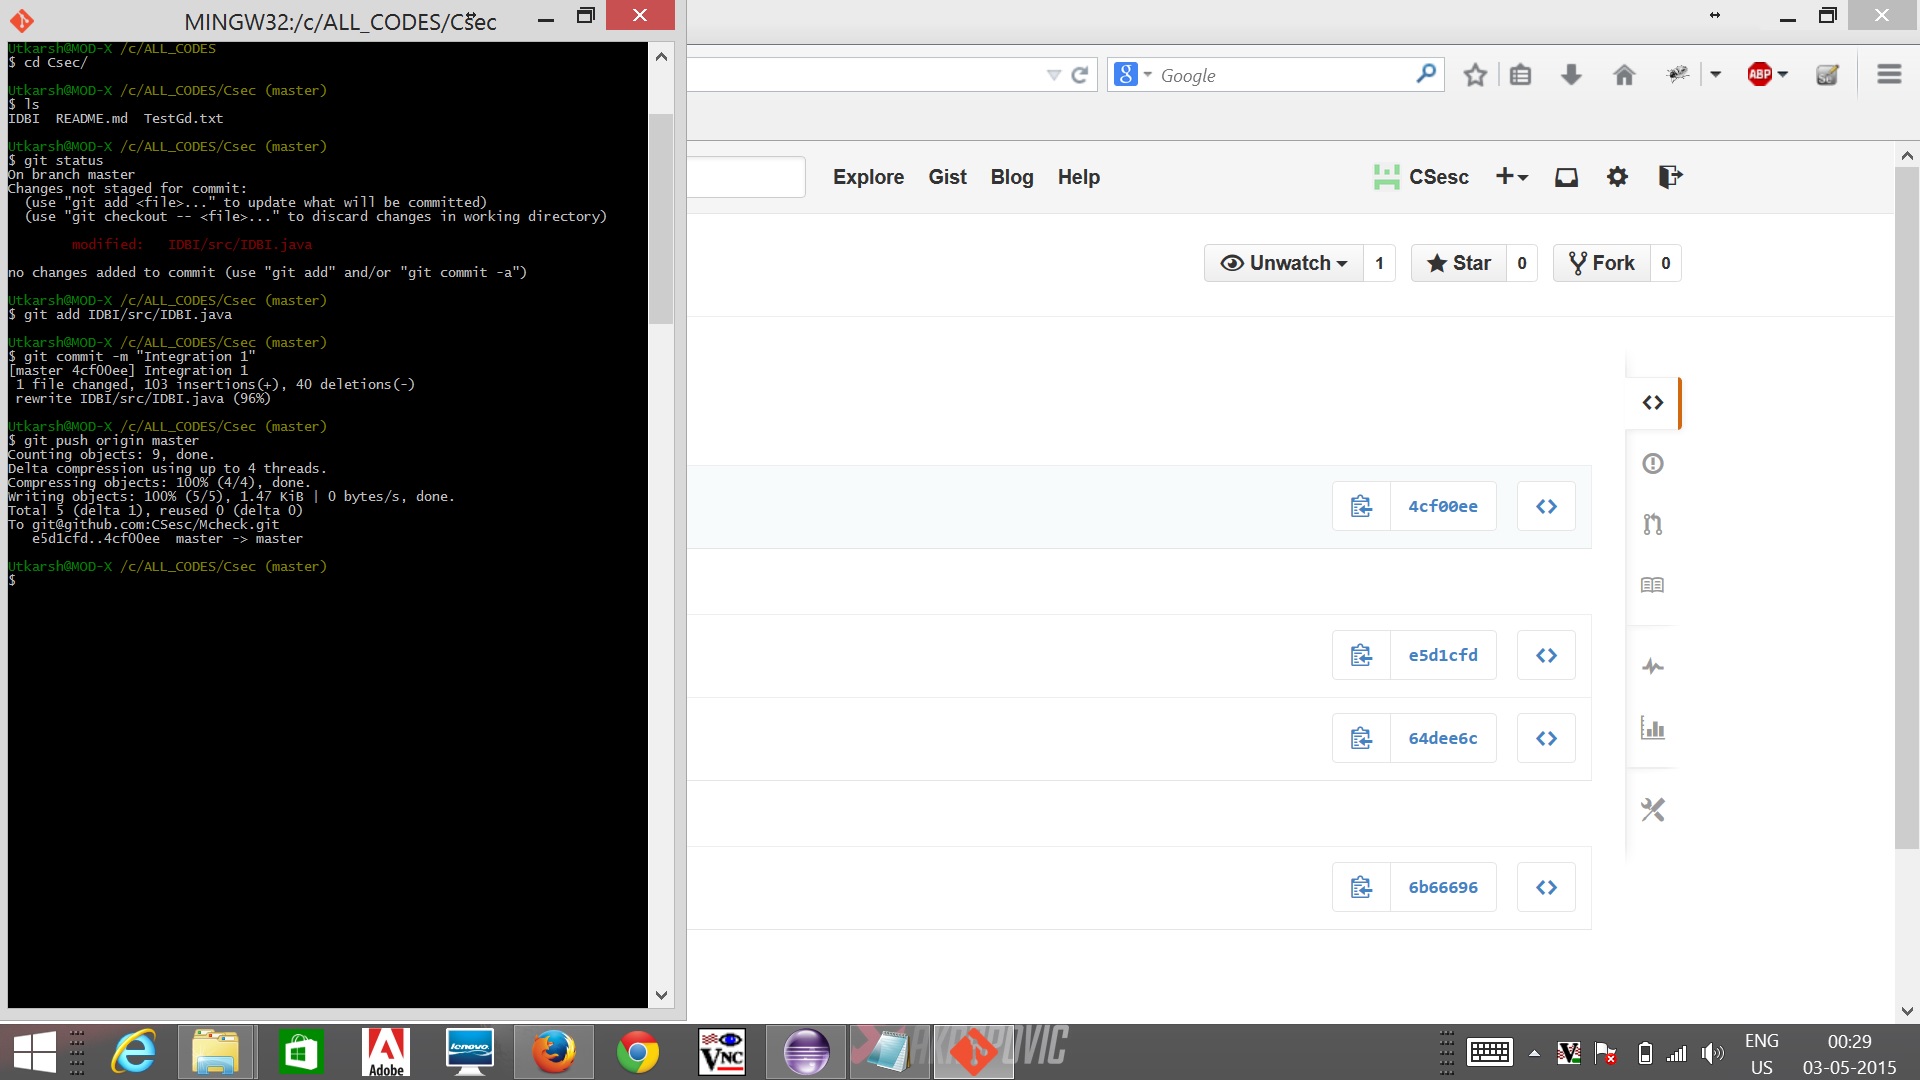 MINGW32:/c/ALL_CODES/Csec
Utkarsh@MOD-X /c/ALL_CODES
$ cd Csec/
Utkarsh@MOD-X /c/ALL_CODES/Csec (master)
$ ls
IDBI  README.md  TestGd.txt
Utkarsh@MOD-X /c/ALL_CODES/Csec (master)
$ git status
On branch master
Changes not staged for commit:
  (use "git add <file>..." to update what will be committed)
  (use "git checkout -- <file>..." to discard changes in working directory)
        modified:   IDBI/src/IDBI.java
no changes added to commit (use "git add" and/or "git commit -a")
Utkarsh@MOD-X /c/ALL_CODES/Csec (master)
$ git add IDBI/src/IDBI.java
Utkarsh@MOD-X /c/ALL_CODES/Csec (master)
$ git commit -m "Integration 1"
[master 4cf00ee] Integration 1
 1 file changed, 103 insertions(+), 40 deletions(-)
 rewrite IDBI/src/IDBI.java (96%)
Utkarsh@MOD-X /c/ALL_CODES/Csec (master)
$ git push origin master
Counting objects: 9, done.
Delta compression using up to 4 threads.
Compressing objects: 100% (4/4), done.
Writing objects: 100% (5/5), 1.47 KiB | 0 bytes/s, done.
Total 5 (delta 1), reused 0 (delta 0)
To git@github.com:CSesc/Mcheck.git
   e5d1cfd..4cf00ee  master -> master
Utkarsh@MOD-X /c/ALL_CODES/Csec (master)
$
8 Google
ABP
Explore Gist Blog Help
CSesc
Unwatch 1 Star 0 Fork 0
4cf00ee
e5d1cfd
64dee6c
6b66696
Adobe
lenovo
VNC
ENG
US
00:29
03-05-2015